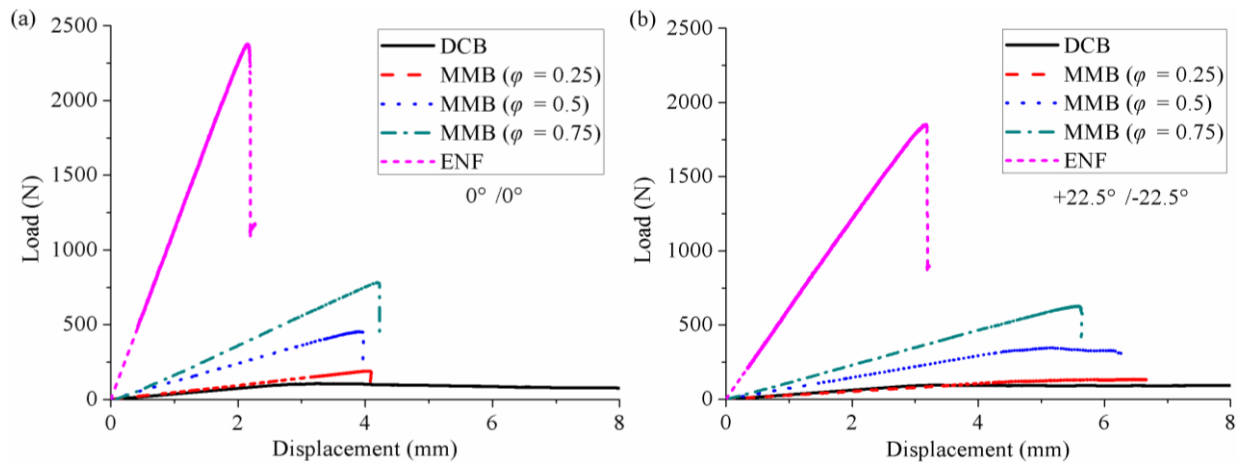 (a)
2500
2000
1500
1000
500
0
0
2
4
6
8
Load (N)
Displacement (mm)
DCB
MMB (φ = 0.25)
MMB (φ = 0.5)
MMB (φ = 0.75)
ENF
0° /0°
(b)
2500
2000
1500
1000
500
0
0
2
4
6
8
Load (N)
Displacement (mm)
DCB
MMB (φ = 0.25)
MMB (φ = 0.5)
MMB (φ = 0.75)
ENF
+22.5° /-22.5°